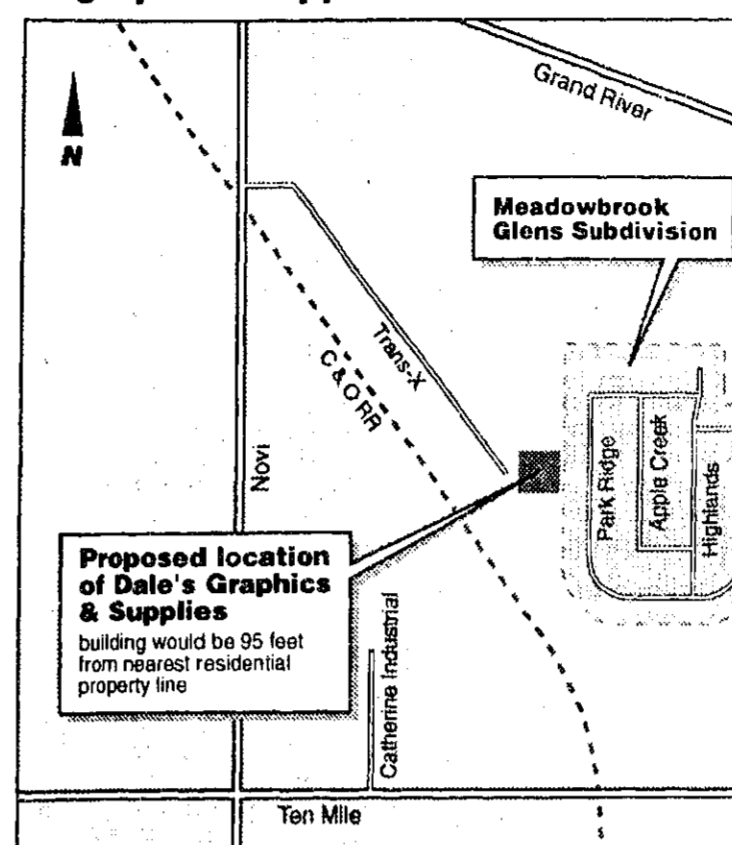 Grand River
N
Meadowbrook
Glens Subdivision
Trans-X
C & O RR
Novi
Park Ridge
Apple Creek
Highlands
Proposed location
of Dale's Graphics
& Supplies
building would be 95 feet
from nearest residential
property line
Catherine Industrial
Ten Mile